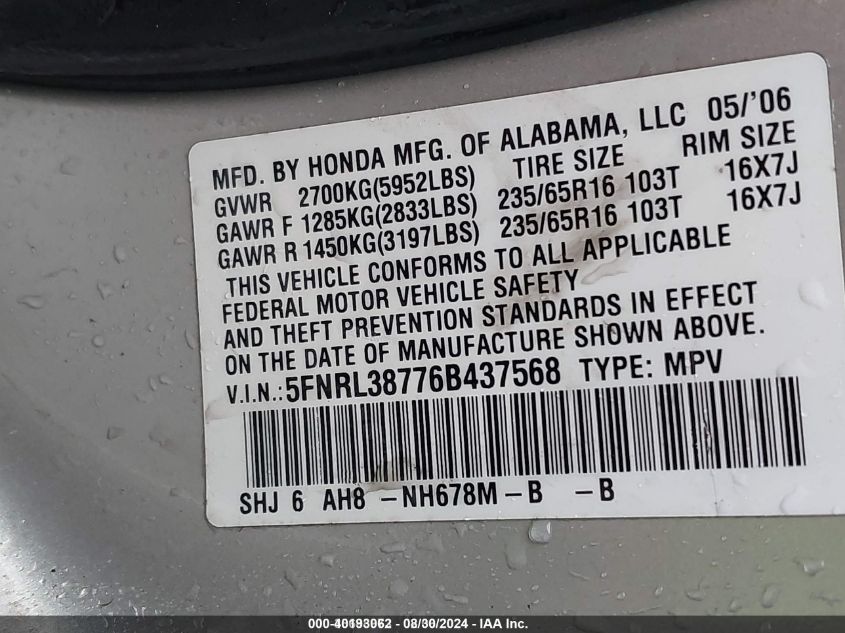 MFD. BY HONDA MFG. OF ALABAMA, LLC 05/'06
GVWR 2700KG(5952LBS) TIRE SIZE RIM SIZE
GAWR F 1285KG(2833LBS) 235/65R16 103T 16X7J
GAWR R 1450KG(3197LBS) 235/65R16 103T 16X7J
THIS VEHICLE CONFORMS TO ALL APPLICABLE
FEDERAL MOTOR VEHICLE SAFETY
AND THEFT PREVENTION STANDARDS IN EFFECT
ON THE DATE OF MANUFACTURE SHOWN ABOVE.
V.I.N.:5FNRL38776B437568 TYPE: MPV
SHJ 6 AH8 -NH678M-B -B
000-40193062 - 08/30/2024 - IAA Inc.